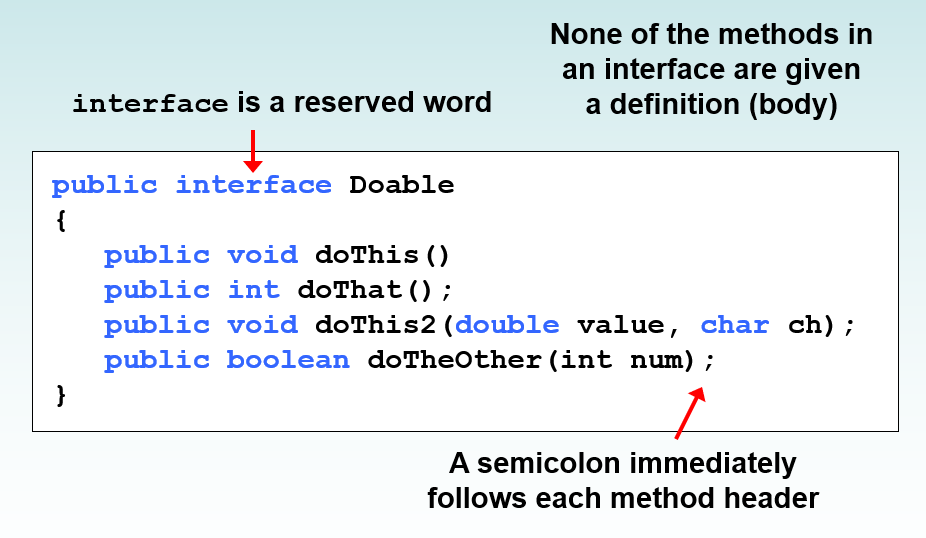 None of the methods in
an interface are given
a definition (body)
interface is a reserved word
public interface Doable
{
public void doThis()
public int doThat();
public void doThis2(double value, char ch);
public boolean doTheOther(int num);
}
A semicolon immediately
follows each method header